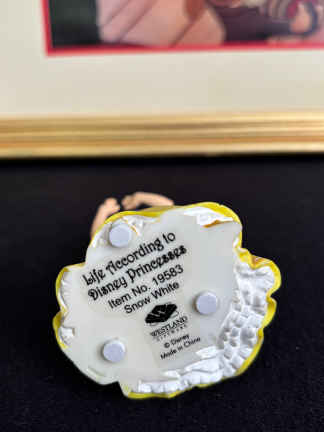 Life According to
Disney Princesses
Item No. 19583
Snow White
WESTLAND
GIFTWARE
© Disney
Made in China